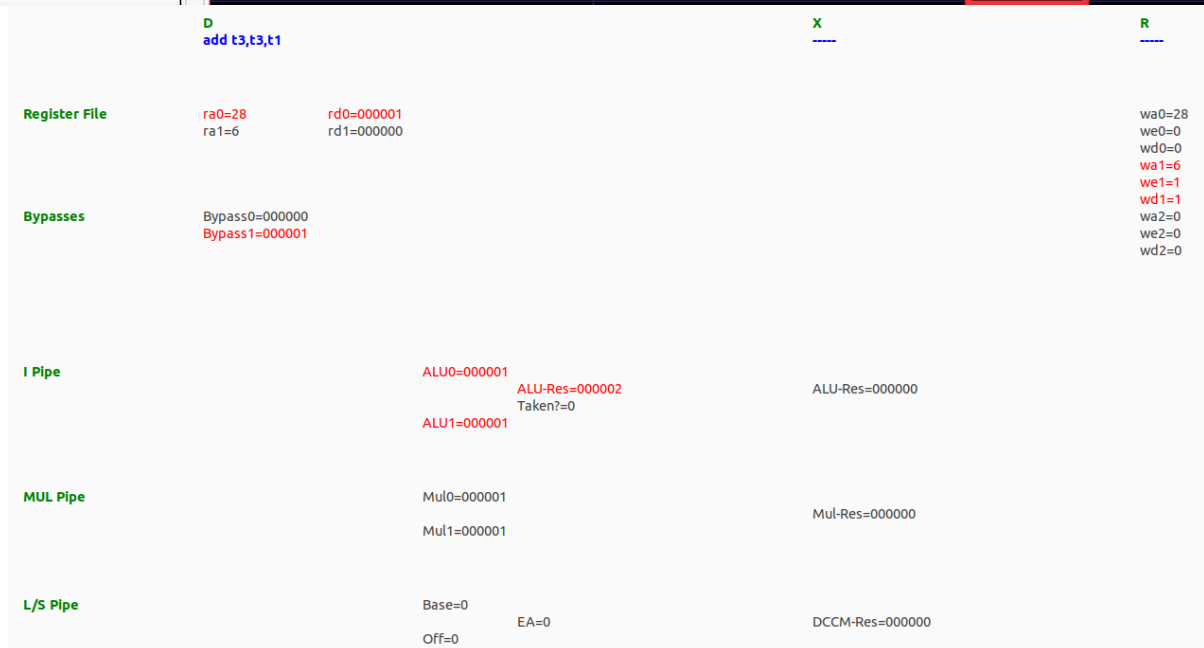 D X R
add t3,t3,t1 ----- -----
Register File ra0=28 rd0=000001 wa0=28
ra1=6 rd1=000000 we0=0
wd0=0
wa1=6
we1=1
wd1=1
Bypasses Bypass0=000000 wa2=0
Bypass1=000001 we2=0
wd2=0
I Pipe ALU0=000001
ALU-Res=000002 ALU-Res=000000
Taken?=0
ALU1=000001
MUL Pipe Mul0=000001
Mul-Res=000000
Mul1=000001
L/S Pipe Base=0
EA=0 DCCM-Res=000000
Off=0